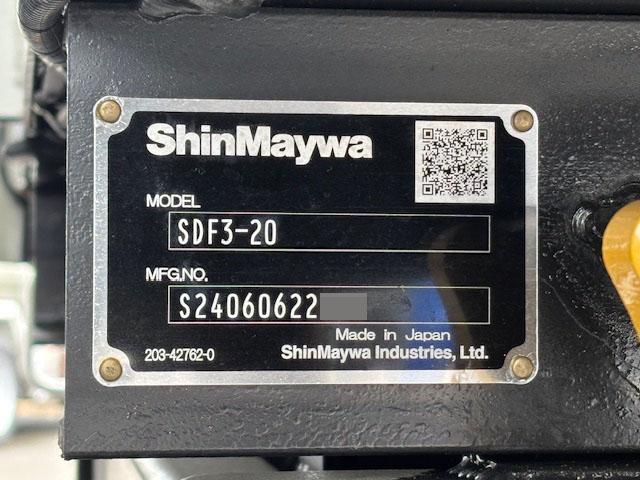 ShinMaywa
MODEL
SDF3-20
MFG.NO.
S24060622
Made in Japan
203-42762-0 ShinMaywa Industries, Ltd.